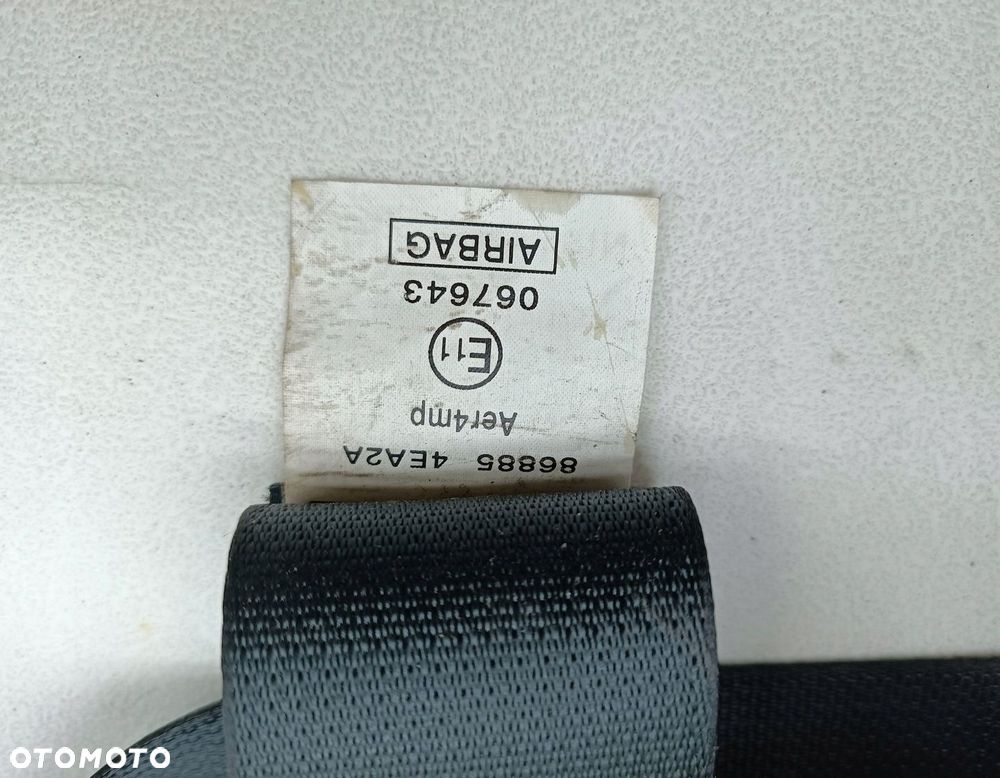 86885 4EA2A
Aer4mp
E11
067643
AIRBAG
OTOMOTO